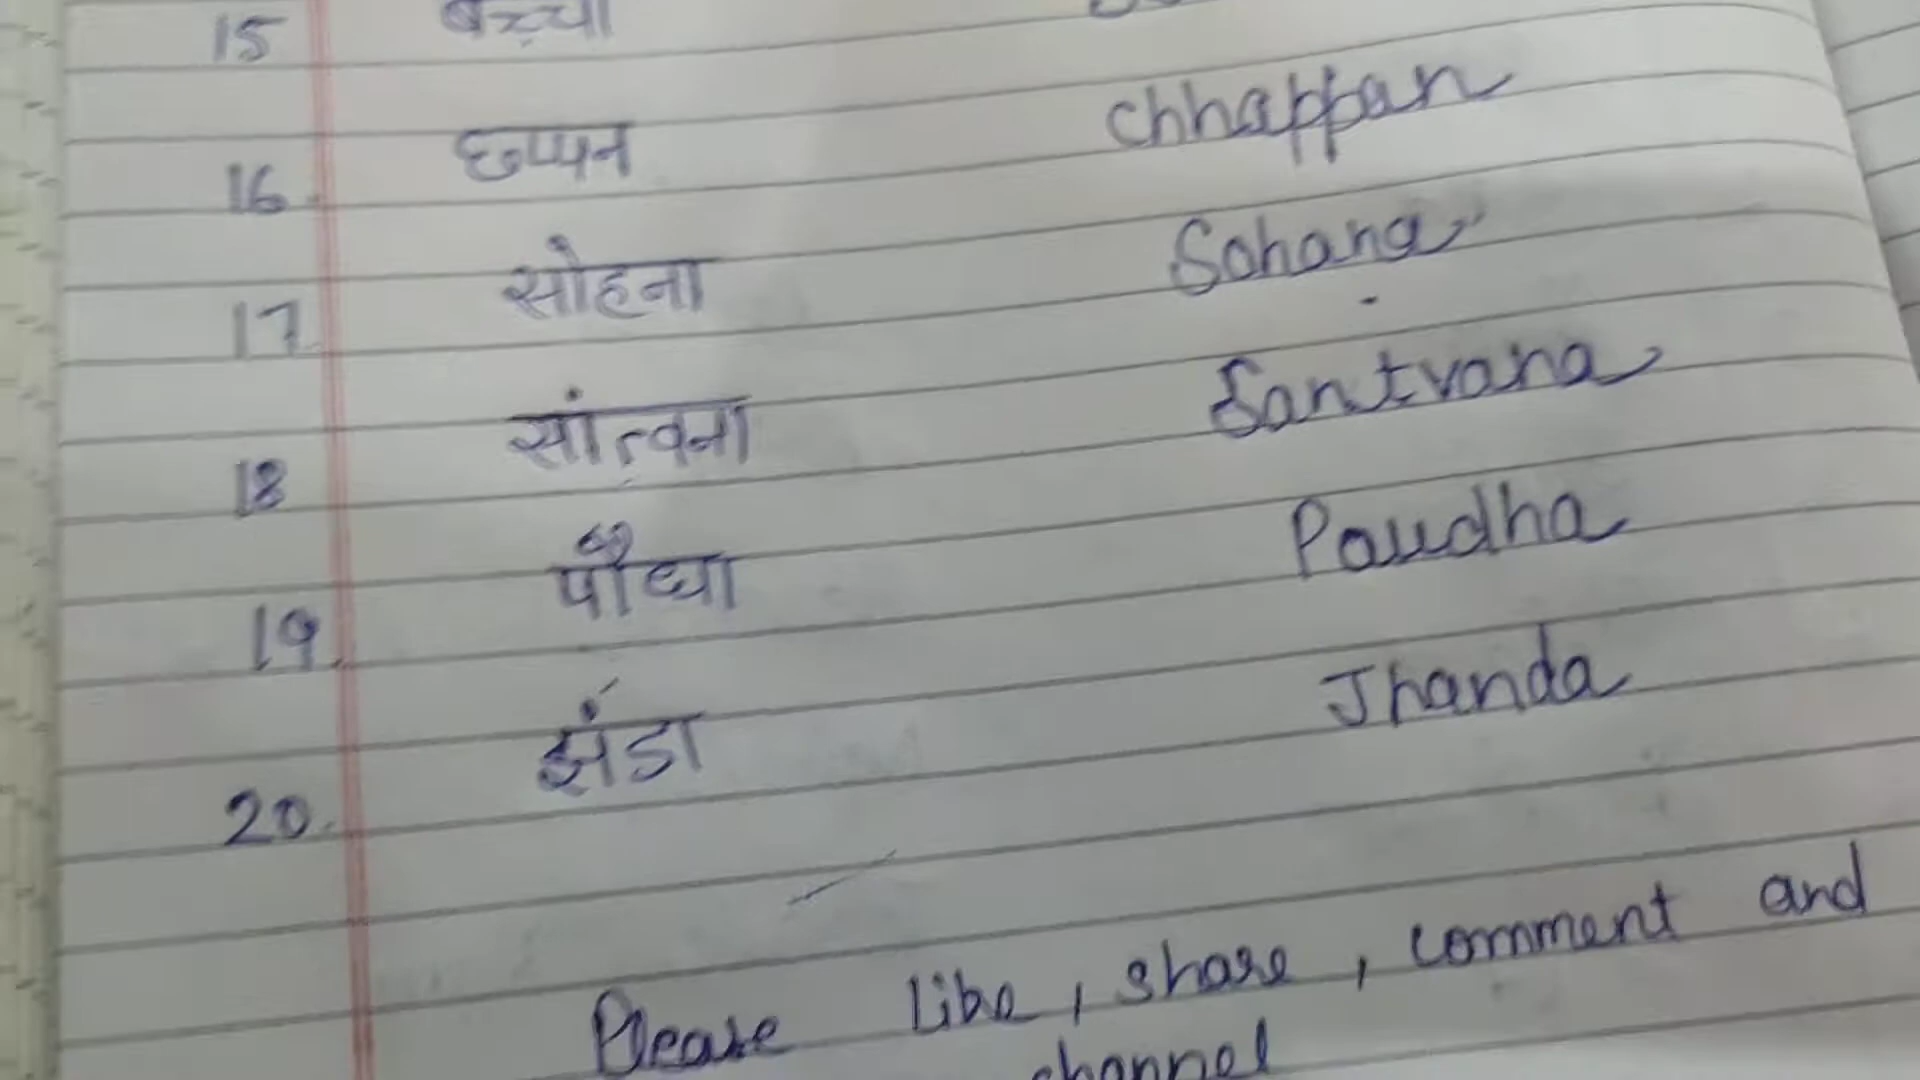 15 बच्चा
16. छप्पन Chhappan
17. सोहना Sohana
18 सांत्वना Santvana
19. पौधा Paudha
20. झंडा Jhanda
Please like, share, comment and
channel